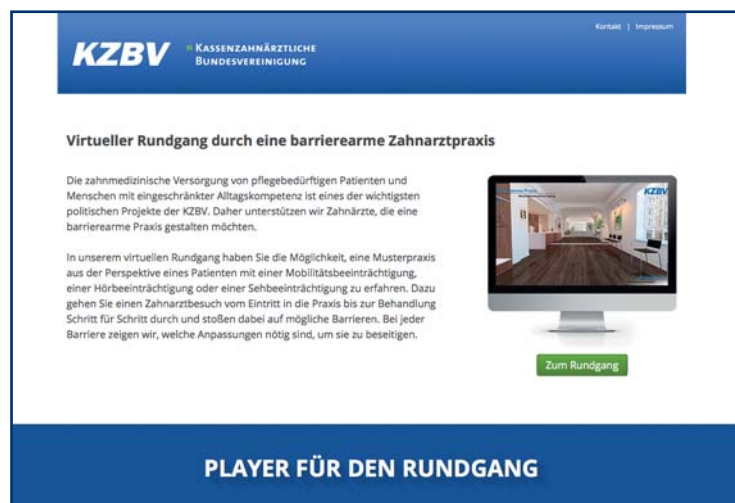 Kontakt | Impressum
KZBV » KASSENZAHNÄRZTLICHE
BUNDESVEREINIGUNG
Virtueller Rundgang durch eine barrierearme Zahnarztpraxis
Die zahnmedizinische Versorgung von pflegebedürftigen Patienten und
Menschen mit eingeschränkter Alltagskompetenz ist eines der wichtigsten
politischen Projekte der KZBV. Daher unterstützen wir Zahnärzte, die eine
barrierearme Praxis gestalten möchten.
In unserem virtuellen Rundgang haben Sie die Möglichkeit, eine Musterpraxis
aus der Perspektive eines Patienten mit einer Mobilitätsbeeinträchtigung,
einer Hörbeeinträchtigung oder einer Sehbeeinträchtigung zu erfahren. Dazu
gehen Sie einen Zahnarztbesuch vom Eintritt in die Praxis bis zur Behandlung
Schritt für Schritt durch und stoßen dabei auf mögliche Barrieren. Bei jeder
Barriere zeigen wir, welche Anpassungen nötig sind, um sie zu beseitigen.
KZBV
Zum Rundgang
PLAYER FÜR DEN RUNDGANG